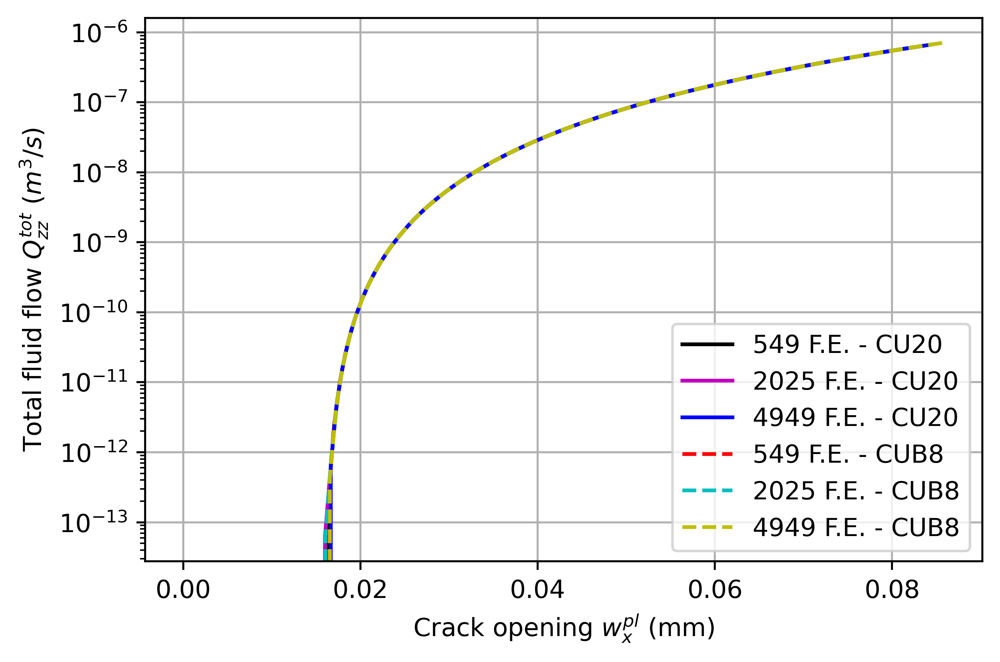 Total fluid flow Q_{zz}^{tot} (m^3/s)
10^{-6}
10^{-7}
10^{-8}
10^{-9}
10^{-10}
10^{-11}
10^{-12}
10^{-13}
549 F.E. - CU20
2025 F.E. - CU20
4949 F.E. - CU20
549 F.E. - CUB8
2025 F.E. - CUB8
4949 F.E. - CUB8
0.00 0.02 0.04 0.06 0.08
Crack opening w_x^{pl} (mm)